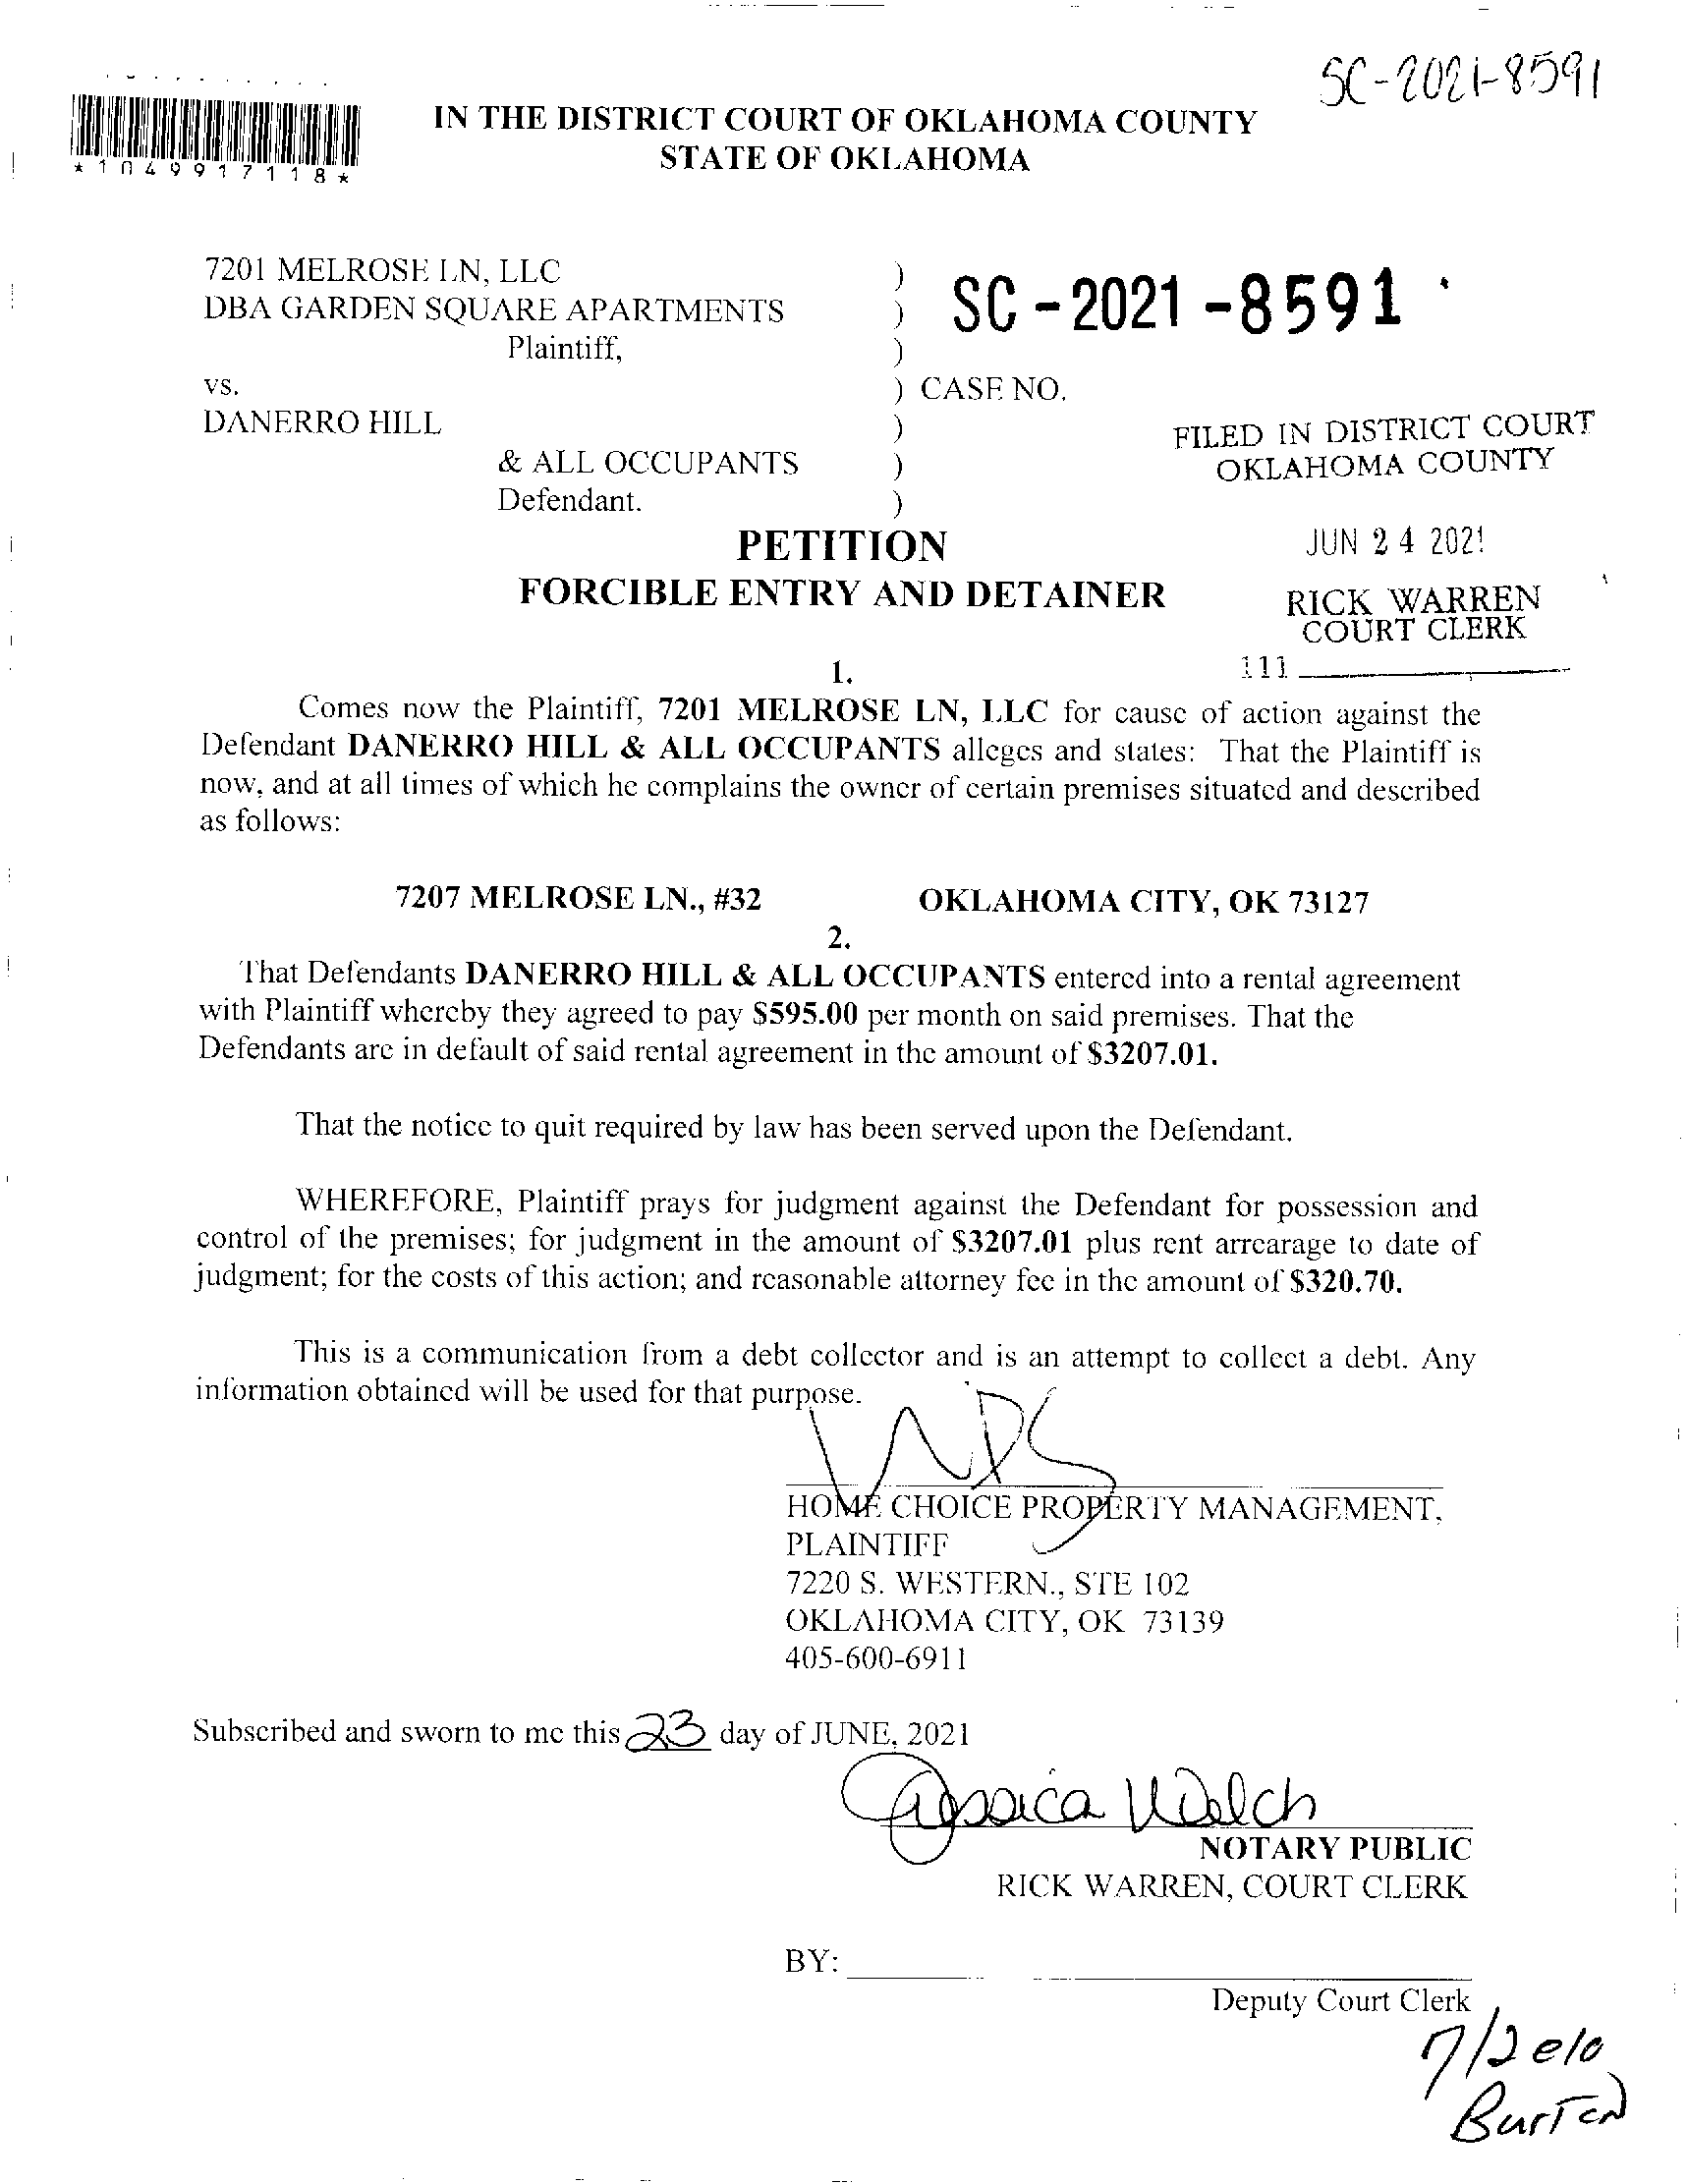 SC-2021-8591
*1049917118*
IN THE DISTRICT COURT OF OKLAHOMA COUNTY
STATE OF OKLAHOMA
7201 MELROSE LN, LLC )
DBA GARDEN SQUARE APARTMENTS ) SC-2021-8591
Plaintiff, )
vs. ) CASE NO.
DANERRO HILL )
& ALL OCCUPANTS )
Defendant. )
FILED IN DISTRICT COURT
OKLAHOMA COUNTY
JUN 24 2021
RICK WARREN
COURT CLERK
111
PETITION
FORCIBLE ENTRY AND DETAINER
1.
Comes now the Plaintiff, 7201 MELROSE LN, LLC for cause of action against the
Defendant DANERRO HILL & ALL OCCUPANTS alleges and states: That the Plaintiff is
now, and at all times of which he complains the owner of certain premises situated and described
as follows:
7207 MELROSE LN., #32 OKLAHOMA CITY, OK 73127
2.
That Defendants DANERRO HILL & ALL OCCUPANTS entered into a rental agreement
with Plaintiff whereby they agreed to pay $595.00 per month on said premises. That the
Defendants are in default of said rental agreement in the amount of $3207.01.
That the notice to quit required by law has been served upon the Defendant.
WHEREFORE, Plaintiff prays for judgment against the Defendant for possession and
control of the premises; for judgment in the amount of $3207.01 plus rent arrearage to date of
judgment; for the costs of this action; and reasonable attorney fee in the amount of $320.70.
This is a communication from a debt collector and is an attempt to collect a debt. Any
information obtained will be used for that purpose.
HOME CHOICE PROPERTY MANAGEMENT,
PLAINTIFF
7220 S. WESTERN., STE 102
OKLAHOMA CITY, OK 73139
405-600-6911
Subscribed and sworn to me this 23 day of JUNE, 2021
Jessica Welch
NOTARY PUBLIC
RICK WARREN, COURT CLERK
BY:
Deputy Court Clerk
7/2 e10
Burton